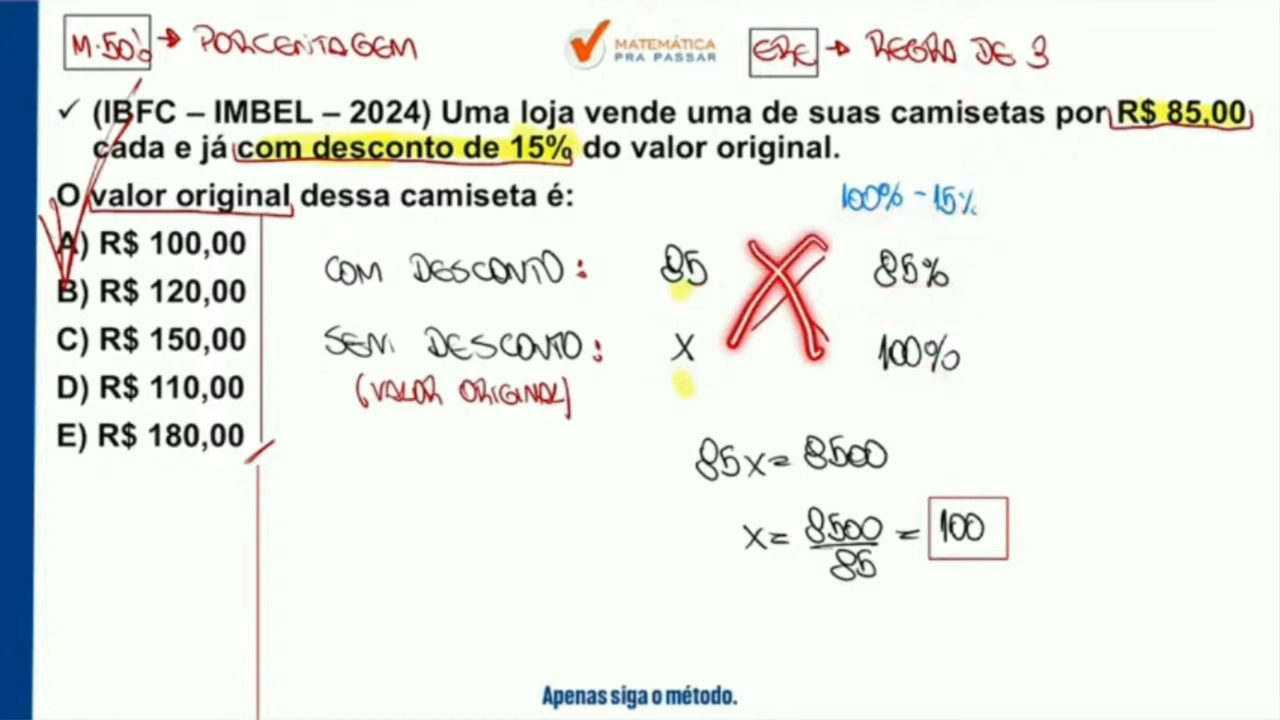 M.50% → PORCENTAGEM
MATEMÁTICA
PRA PASSAR
→ REGRA DE 3
✓ (IBFC – IMBEL – 2024) Uma loja vende uma de suas camisetas por R$ 85,00
cada e já com desconto de 15% do valor original.
O valor original dessa camiseta é:
100% - 15%
A) R$ 100,00
B) R$ 120,00
C) R$ 150,00
D) R$ 110,00
E) R$ 180,00
COM DESCONTO: 85 85%
SEM DESCONTO: X 100%
(VALOR ORIGINAL)
85x = 8500
x = 8500/85 = 100
Apenas siga o método.